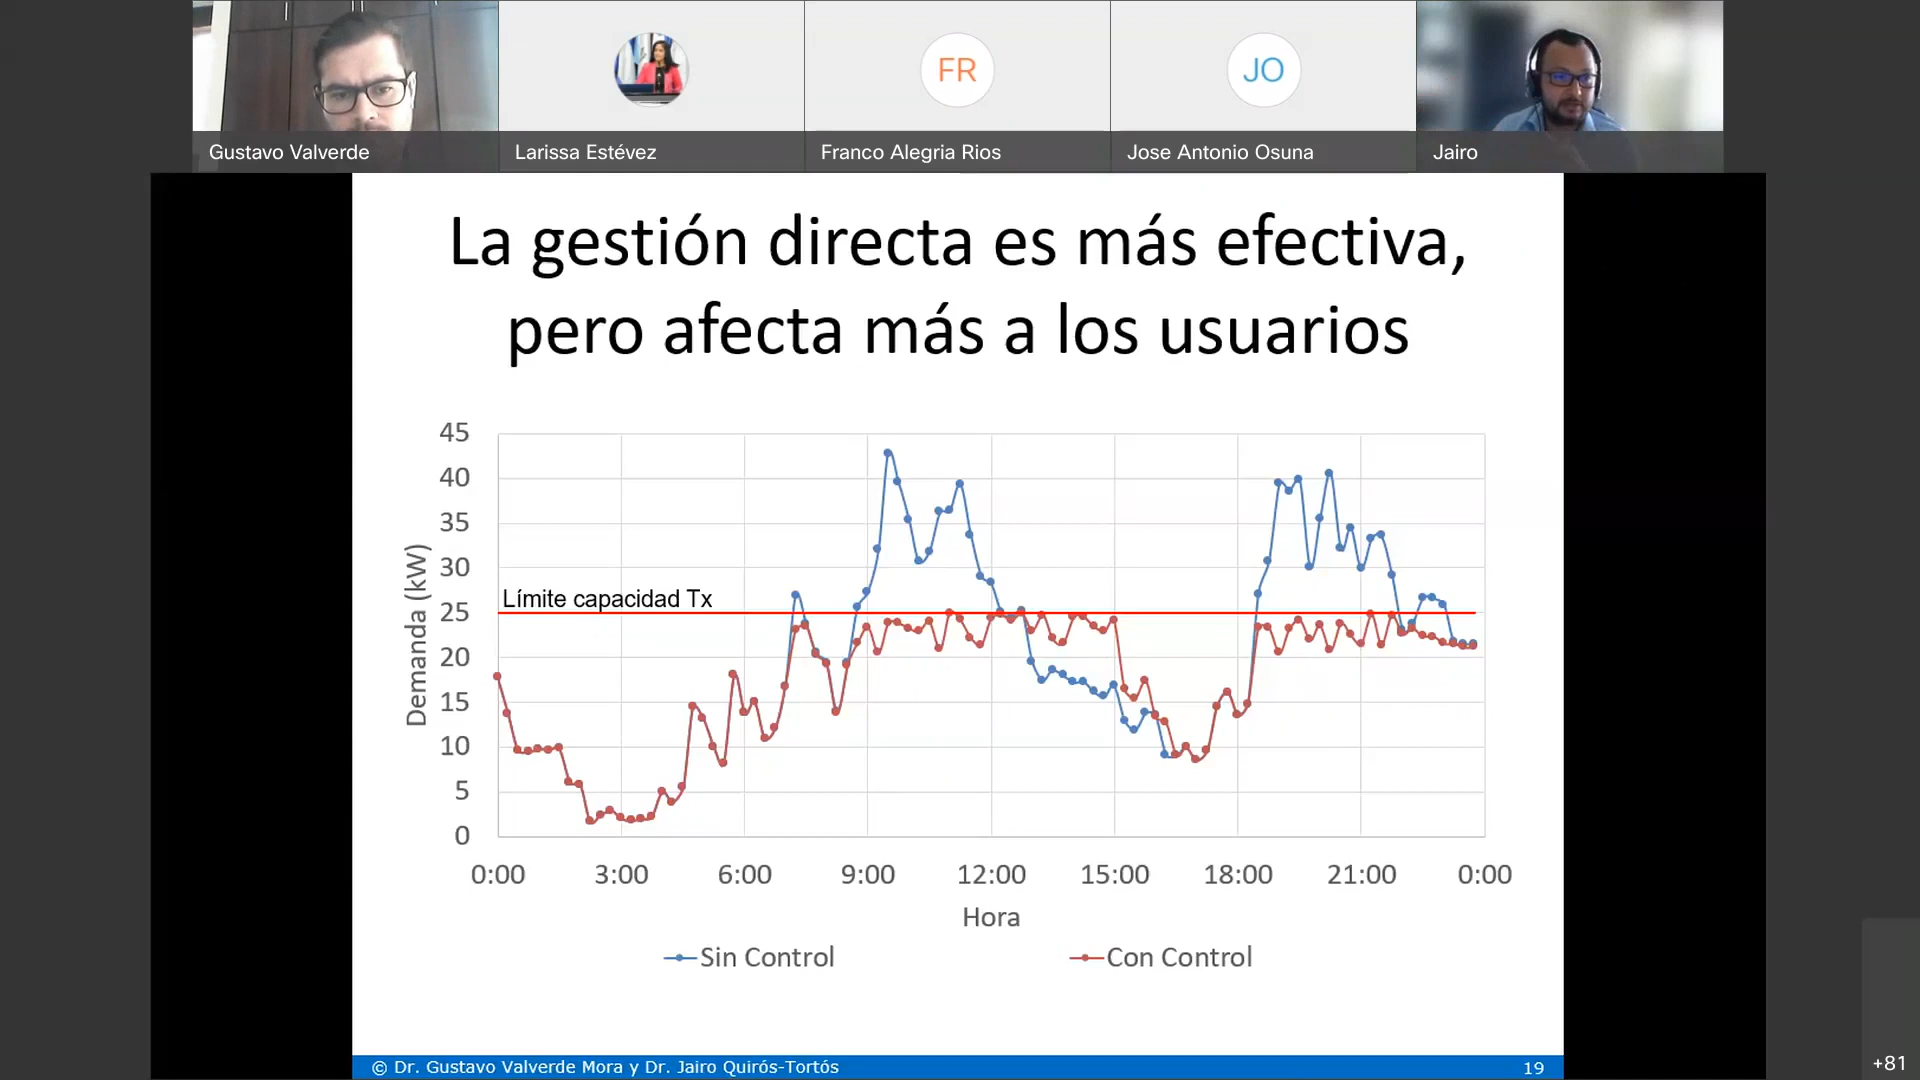 Gustavo Valverde
Larissa Estévez
FR
Franco Alegria Rios
JO
Jose Antonio Osuna
Jairo
La gestión directa es más efectiva,
pero afecta más a los usuarios
45
40
35
30
25
20
15
10
5
0
Demanda (kW)
Límite capacidad Tx
0:00 3:00 6:00 9:00 12:00 15:00 18:00 21:00 0:00
Hora
Sin Control Con Control
© Dr. Gustavo Valverde Mora y Dr. Jairo Quirós-Tortós 19
+81